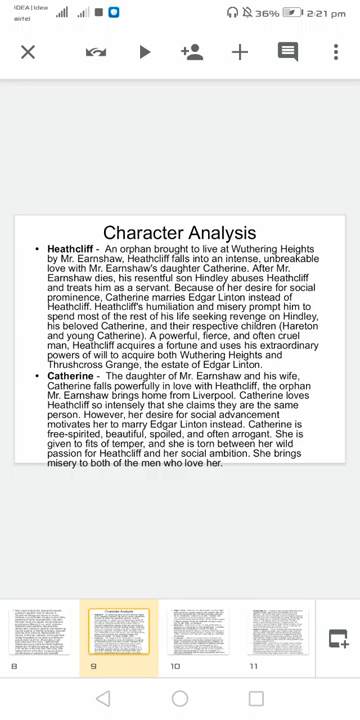 IDEA | Idea
airtel
36%
2:21 pm
Character Analysis
• Heathcliff - An orphan brought to live at Wuthering Heights
by Mr. Earnshaw, Heathcliff falls into an intense, unbreakable
love with Mr. Earnshaw's daughter Catherine. After Mr.
Earnshaw dies, his resentful son Hindley abuses Heathcliff
and treats him as a servant. Because of her desire for social
prominence, Catherine marries Edgar Linton instead of
Heathcliff. Heathcliff's humiliation and misery prompt him to
spend most of the rest of his life seeking revenge on Hindley,
his beloved Catherine, and their respective children (Hareton
and young Catherine). A powerful, fierce, and often cruel
man, Heathcliff acquires a fortune and uses his extraordinary
powers of will to acquire both Wuthering Heights and
Thrushcross Grange, the estate of Edgar Linton.
• Catherine - The daughter of Mr. Earnshaw and his wife,
Catherine falls powerfully in love with Heathcliff, the orphan
Mr. Earnshaw brings home from Liverpool. Catherine loves
Heathcliff so intensely that she claims they are the same
person. However, her desire for social advancement
motivates her to marry Edgar Linton instead. Catherine is
free-spirited, beautiful, spoiled, and often arrogant. She is
given to fits of temper, and she is torn between her wild
passion for Heathcliff and her social ambition. She brings
misery to both of the men who love her.
Character Analysis
8
9
10
11